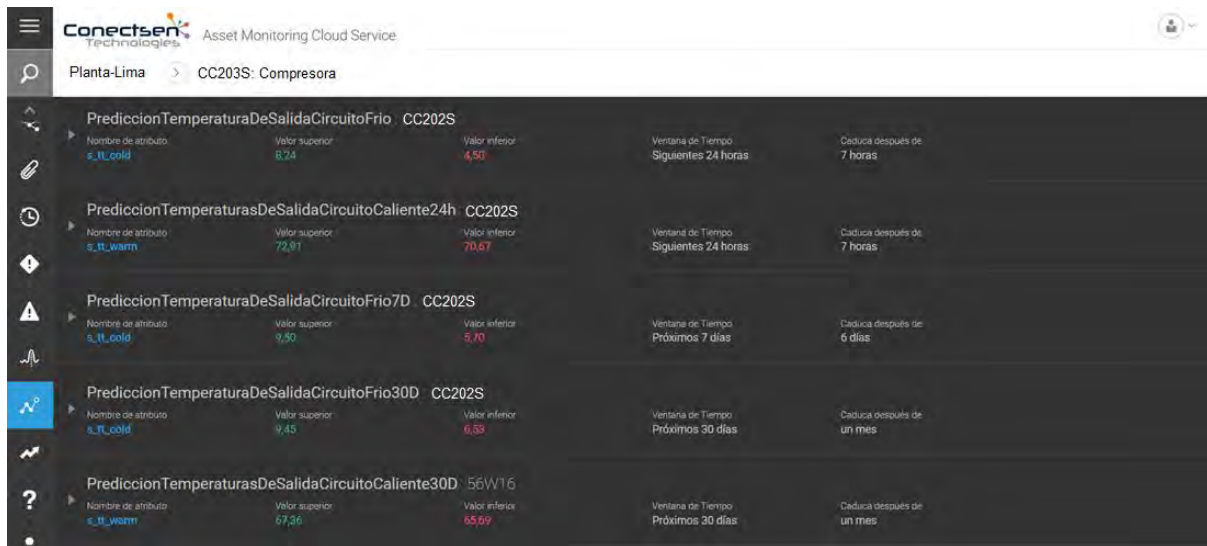 Conectsen
Technologies
Asset Monitoring Cloud Service
Planta-Lima > CC203S: Compresora
PrediccionTemperaturaDeSalidaCircuitoFrio CC202S
Nombre de atributo Valor superior Valor inferior Ventana de Tiempo Caduca después de
s_tt_cold 8,24 4,50 Siguientes 24 horas 7 horas
PrediccionTemperaturasDeSalidaCircuitoCaliente24h CC202S
Nombre de atributo Valor superior Valor inferior Ventana de Tiempo Caduca después de
s_tt_warm 72,91 70,67 Siguientes 24 horas 7 horas
PrediccionTemperaturaDeSalidaCircuitoFrio7D CC202S
Nombre de atributo Valor superior Valor inferior Ventana de Tiempo Caduca después de
s_tt_cold 9,50 5,70 Próximos 7 días 6 días
PrediccionTemperaturaDeSalidaCircuitoFrio30D CC202S
Nombre de atributo Valor superior Valor inferior Ventana de Tiempo Caduca después de
s_tt_cold 9,45 6,53 Próximos 30 días un mes
PrediccionTemperaturasDeSalidaCircuitoCaliente30D 56W16
Nombre de atributo Valor superior Valor inferior Ventana de Tiempo Caduca después de
s_tt_warm 67,36 65,69 Próximos 30 días un mes